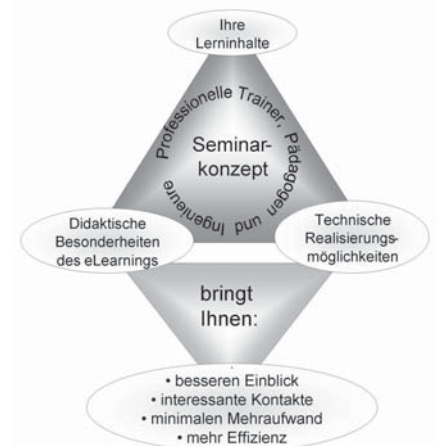 Ihre
Lerninhalte
Professionelle Trainer, Pädagogen und Ingenieure
Seminar-
konzept
Didaktische
Besonderheiten
des eLearnings
Technische
Realisierungs-
möglichkeiten
bringt
Ihnen:
• besseren Einblick
• interessante Kontakte
• minimalen Mehraufwand
• mehr Effizienz